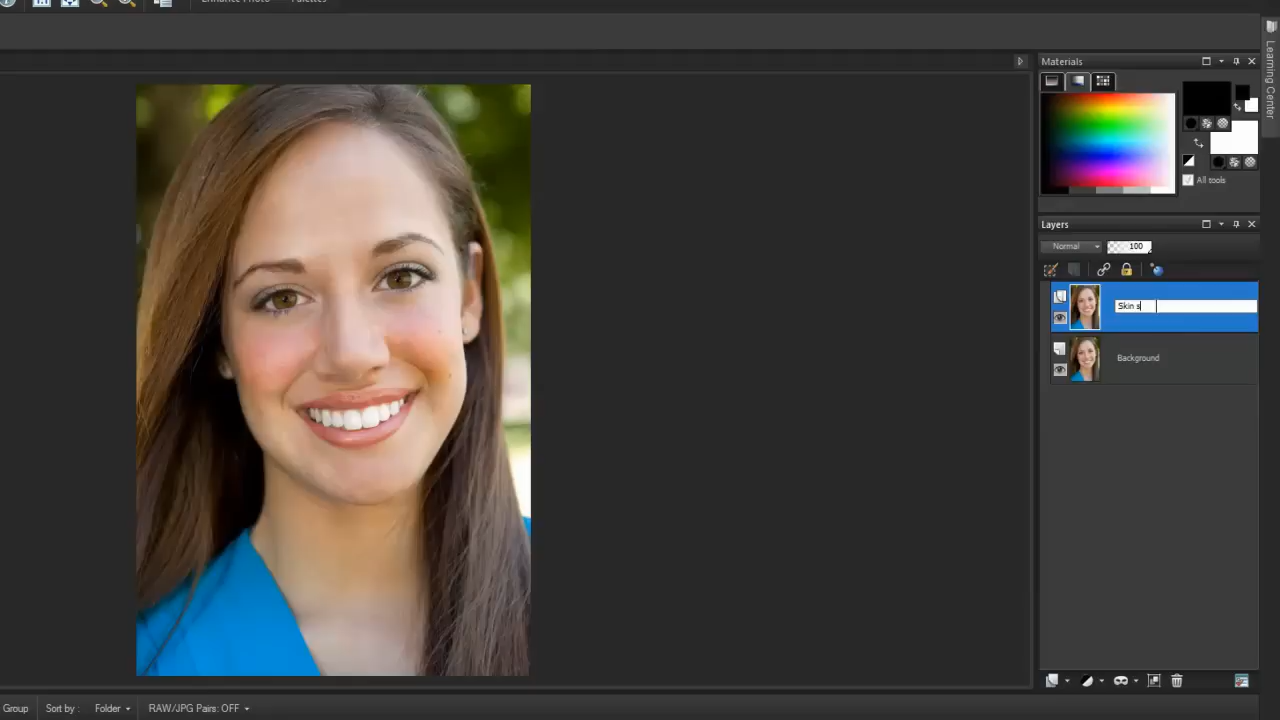 Enhance Photo Palettes
Learning Center
Materials
All tools
Layers
Normal 100
Skin s
Background
Group Sort by : Folder RAW/JPG Pairs: OFF